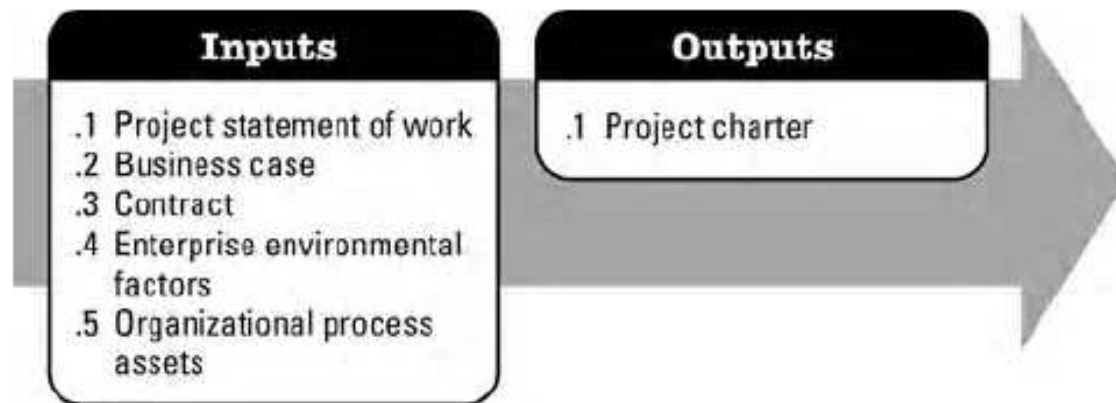 Inputs
.1 Project statement of work
.2 Business case
.3 Contract
.4 Enterprise environmental
factors
.5 Organizational process
assets
Outputs
.1 Project charter